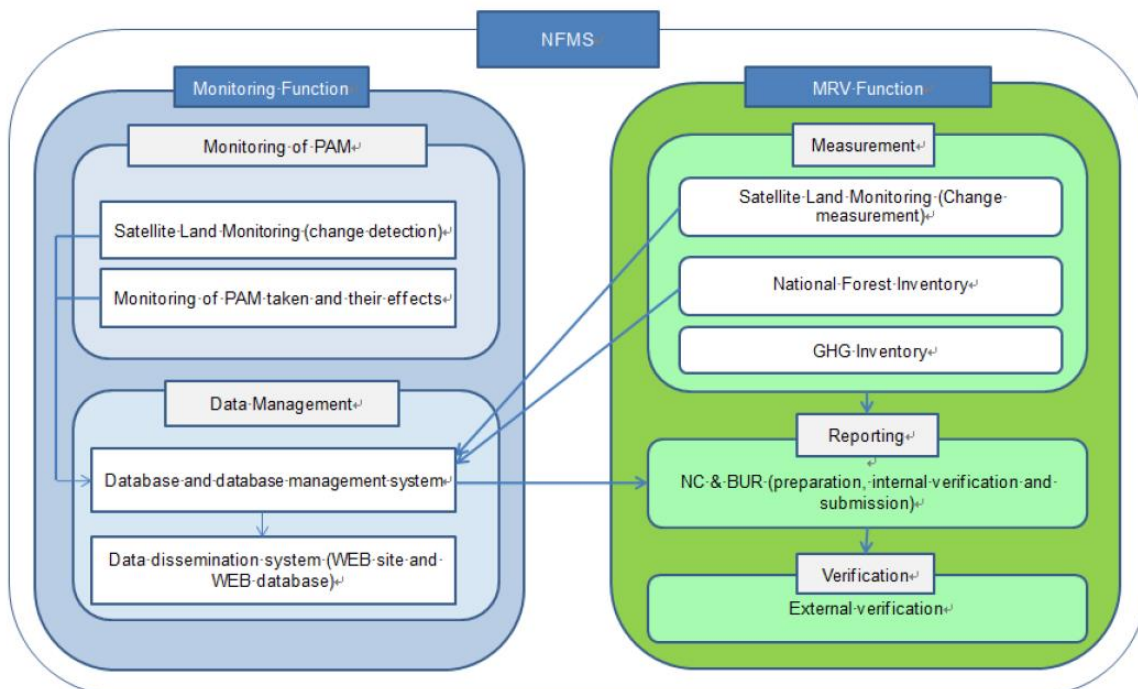 NFMS
Monitoring Function
Monitoring of PAM
Satellite Land Monitoring (change detection)
Monitoring of PAM taken and their effects
Data Management
Database and database management system
Data dissemination system (WEB site and
WEB database)
MRV Function
Measurement
Satellite Land Monitoring (Change
measurement)
National Forest Inventory
GHG Inventory
Reporting
NC & BUR (preparation, internal verification and
submission)
Verification
External verification